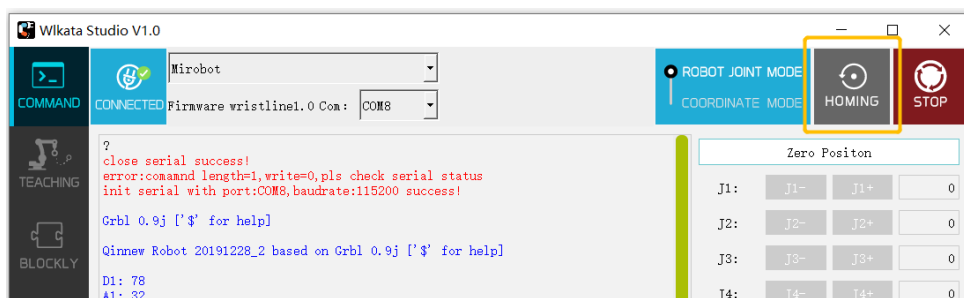 Wlkata Studio V1.0
COMMAND
CONNECTED
Mirobot
Firmware wristline1.0 Com: COM8
ROBOT JOINT MODE
COORDINATE MODE
HOMING
STOP
TEACHING
BLOCKLY
?
close serial success!
error:comamnd length=1,write=0,pls check serial status
init serial with port:COM8,baudrate:115200 success!
Grbl 0.9j ['$' for help]
Qinnew Robot 20191228_2 based on Grbl 0.9j ['$' for help]
D1: 78
A1: 32
Zero Positon
J1: J1- J1+ 0
J2: J2- J2+ 0
J3: J3- J3+ 0
J4: J4- J4+ 0